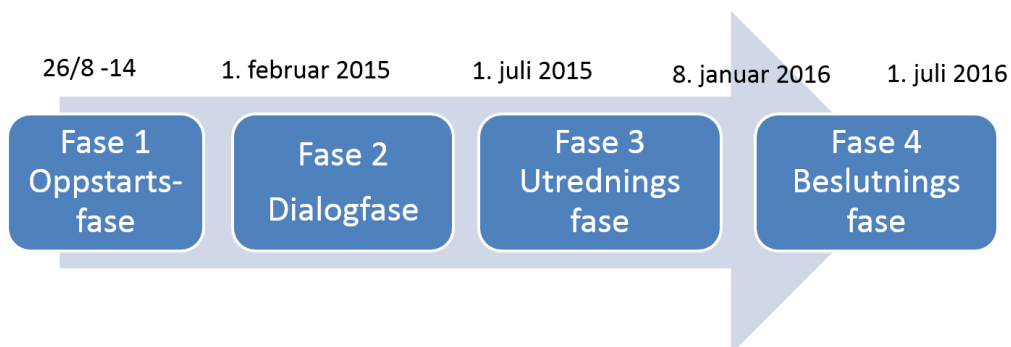 26/8 -14
1. februar 2015
1. juli 2015
8. januar 2016
1. juli 2016
Fase 1
Oppstarts-
fase
Fase 2
Dialogfase
Fase 3
Utrednings
fase
Fase 4
Beslutnings
fase